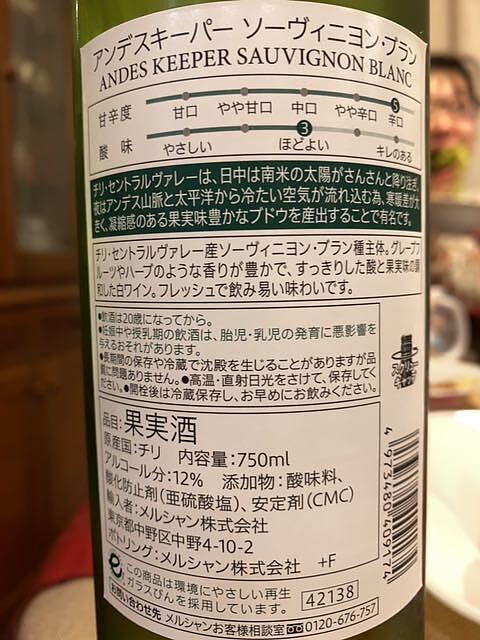 アンデスキーパー ソーヴィニヨン・ブラン
ANDES KEEPER SAUVIGNON BLANC
甘辛度 甘口 やや甘口 中口 やや辛口 5 辛口
酸味 やさしい 3 ほどよい キレのある
チリ・セントラルヴァレーは、日中は南米の太陽がさんさんと降り注ぎ、
夜はアンデス山脈と太平洋から冷たい空気が流れ込む為、寒暖差が大
きく、凝縮感のある果実味豊かなブドウを産出することで有名です。
チリ・セントラルヴァレー産ソーヴィニヨン・ブラン種主体。グレープフ
ルーツやハーブのような香りが豊かで、すっきりした酸と果実味の調
和した白ワイン。フレッシュで飲み易い味わいです。
●飲酒は20歳になってから。
●妊娠中や授乳期の飲酒は、胎児・乳児の発育に悪影響を
与えるおそれがあります。
●長期間の保存や冷蔵で沈殿を生じることがありますが品
質に問題ありません。●高温・直射日光をさけて、保存してく
ださい。●開栓後は冷蔵保存し、お早めにお飲みください。
品目:果実酒
原産国:チリ 内容量:750ml
アルコール分:12% 添加物:酸味料、
酸化防止剤(亜硫酸塩)、安定剤(CMC)
輸入者:メルシャン株式会社
東京都中野区中野4-10-2
ボトリング:メルシャン株式会社 +F
この商品は環境にやさしい再生
ガラスびんを採用しています。
42138
お問い合わせ先 メルシャンお客様相談室 0120-676-757
4 973480 409174